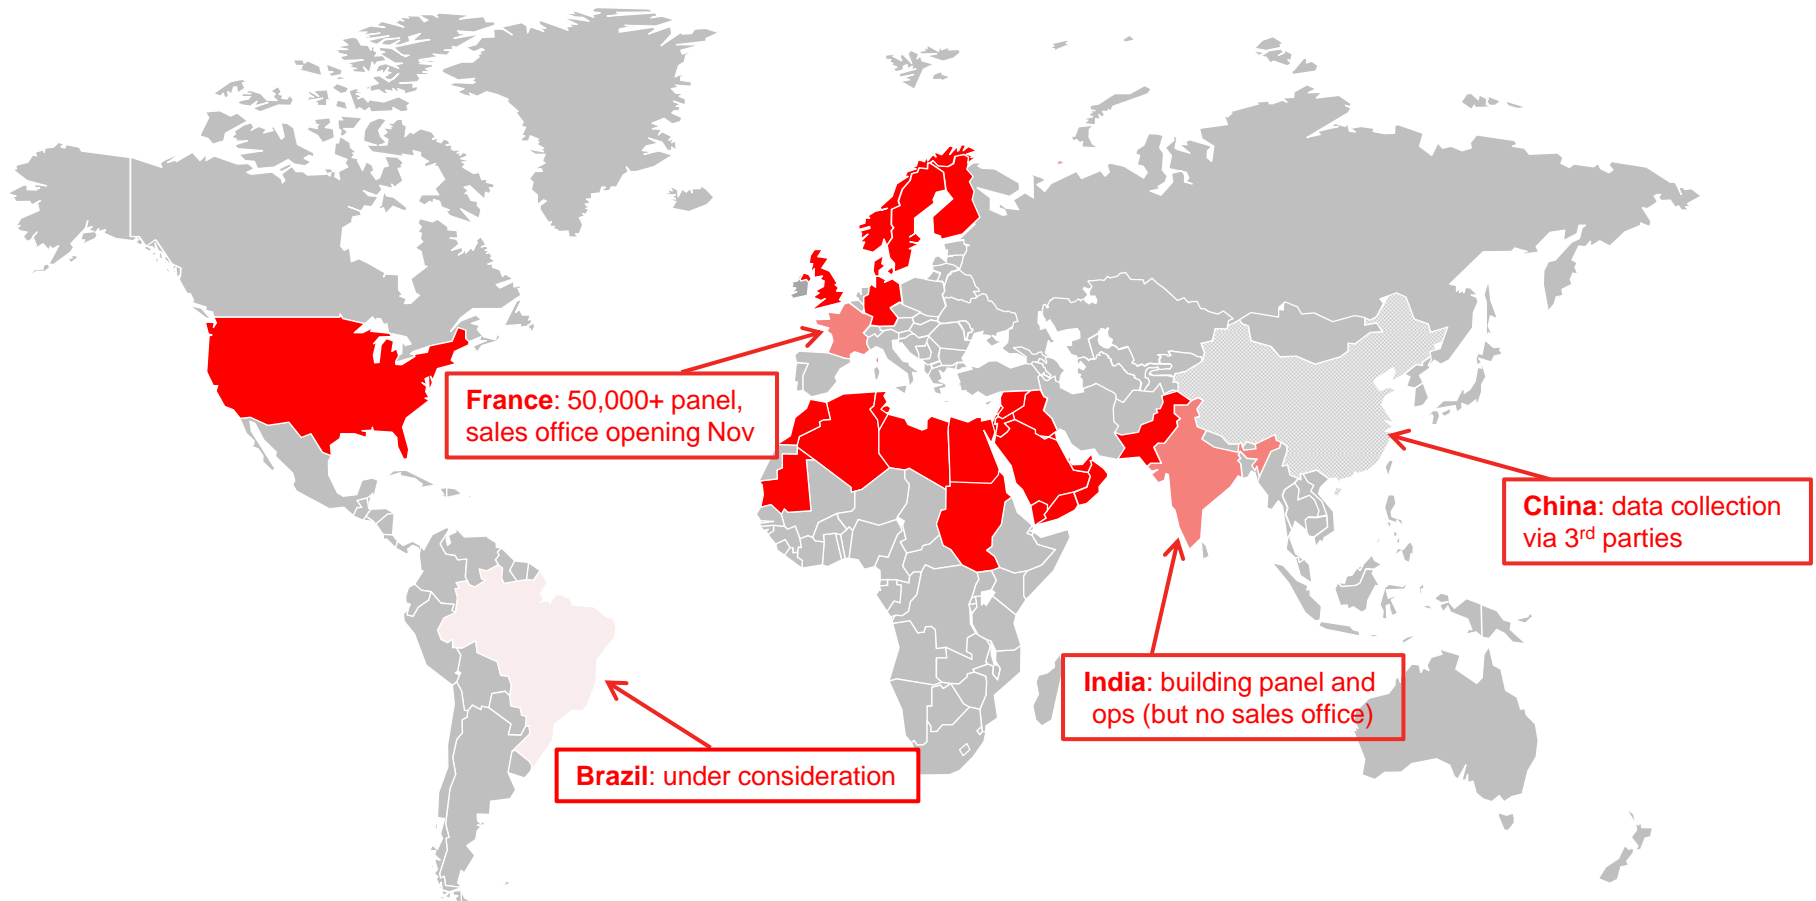 France: 50,000+ panel,
sales office opening Nov
China: data collection
via 3rd parties
India: building panel and
ops (but no sales office)
Brazil: under consideration